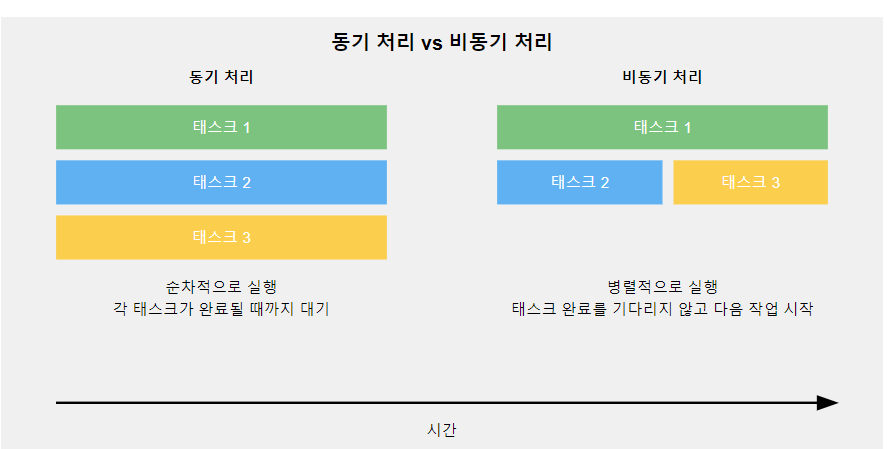 동기 처리 vs 비동기 처리
동기 처리
태스크 1
태스크 2
태스크 3
순차적으로 실행
각 태스크가 완료될 때까지 대기
비동기 처리
태스크 1
태스크 2
태스크 3
병렬적으로 실행
태스크 완료를 기다리지 않고 다음 작업 시작
시간